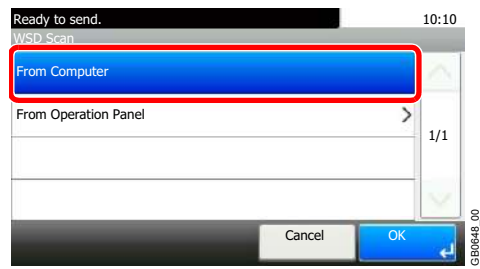 Ready to send.
10:10
WSD Scan
From Computer
From Operation Panel
1/1
Cancel
OK
GB0648_00